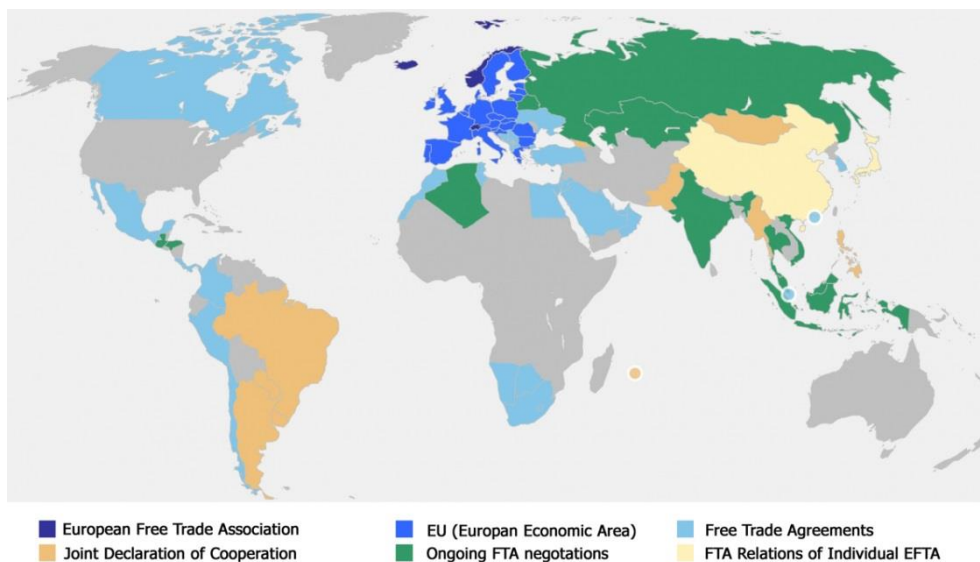 European Free Trade Association
EU (Europan Economic Area)
Free Trade Agreements
Joint Declaration of Cooperation
Ongoing FTA negotations
FTA Relations of Individual EFTA